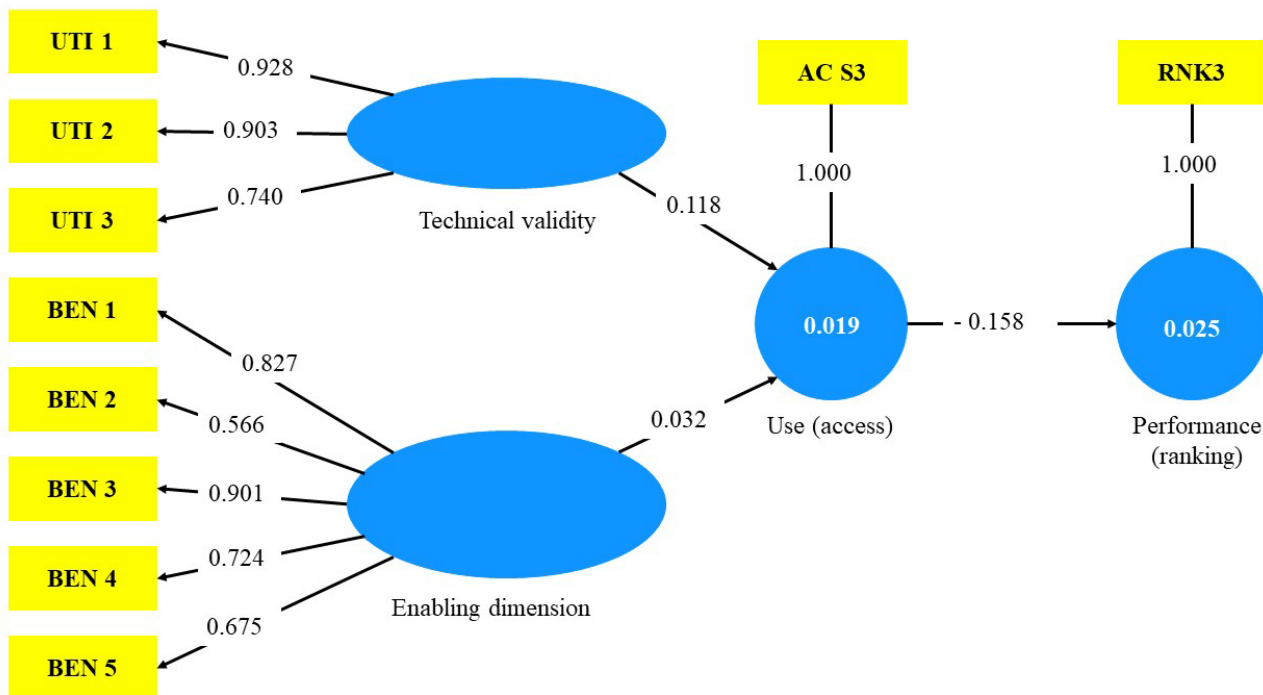 UTI 1
0.928
UTI 2
0.903
UTI 3
0.740
Technical validity
0.118
AC S3
1.000
RNK3
1.000
BEN 1
0.827
BEN 2
0.566
BEN 3
0.901
BEN 4
0.724
BEN 5
0.675
Enabling dimension
0.032
0.019
Use (access)
- 0.158
0.025
Performance
(ranking)